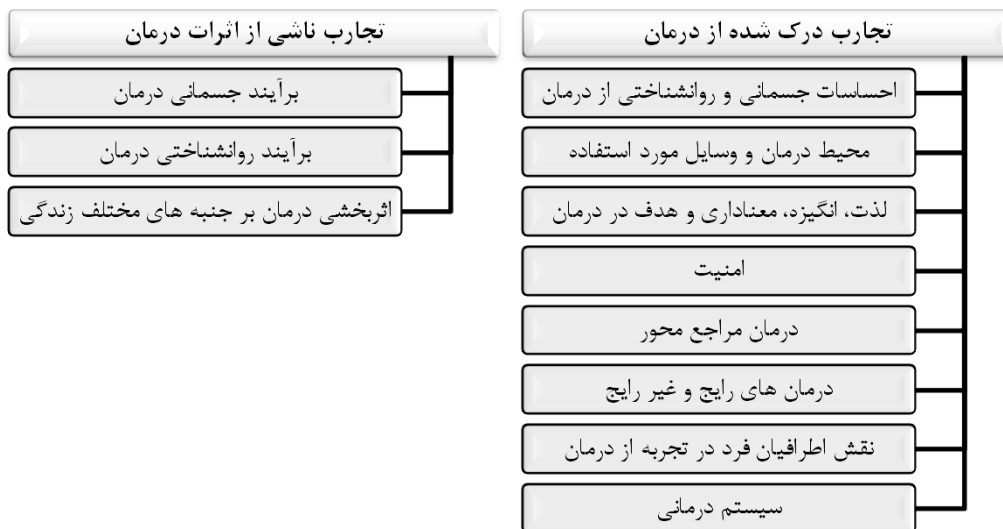 تجارب درک شده از درمان
احساسات جسمانی و روانشناختی از درمان
محیط درمان و وسایل مورد استفاده
لذت، انگیزه، معناداری و هدف در درمان
امنیت
درمان مراجع محور
درمان های رایج و غیر رایج
نقش اطرافیان فرد در تجربه از درمان
سیستم درمانی
تجارب ناشی از اثرات درمان
برآیند جسمانی درمان
برآیند روانشناختی درمان
اثربخشی درمان بر جنبه های مختلف زندگی